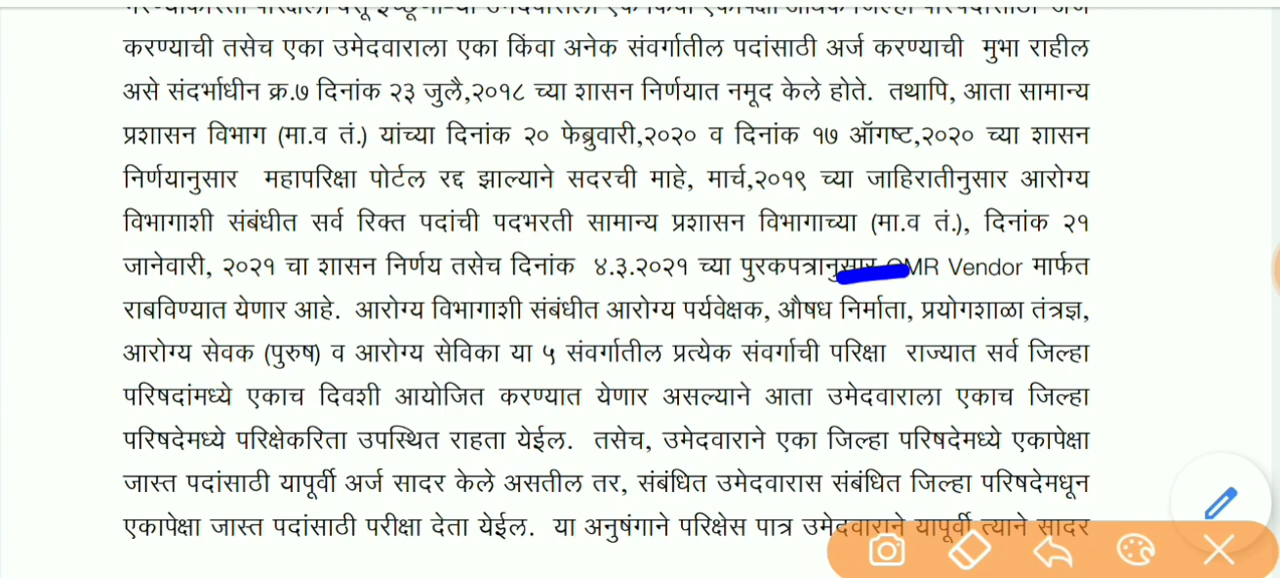 करण्याची तसेच एका उमेदवाराला एका किंवा अनेक संवर्गातील पदांसाठी अर्ज करण्याची मुभा राहील
असे संदर्भाधीन क्र.७ दिनांक २३ जुलै,२०१८ च्या शासन निर्णयात नमूद केले होते. तथापि, आता सामान्य
प्रशासन विभाग (मा.व तं.) यांच्या दिनांक २० फेब्रुवारी,२०२० व दिनांक १७ ऑगष्ट,२०२० च्या शासन
निर्णयानुसार महापरिक्षा पोर्टल रद्द झाल्याने सदरची माहे, मार्च,२०१९ च्या जाहिरातीनुसार आरोग्य
विभागाशी संबंधीत सर्व रिक्त पदांची पदभरती सामान्य प्रशासन विभागाच्या (मा.व तं.), दिनांक २१
जानेवारी, २०२१ चा शासन निर्णय तसेच दिनांक ४.३.२०२१ च्या पुरकपत्रानुसार OMR Vendor मार्फत
राबविण्यात येणार आहे. आरोग्य विभागाशी संबंधीत आरोग्य पर्यवेक्षक, औषध निर्माता, प्रयोगशाळा तंत्रज्ञ,
आरोग्य सेवक (पुरुष) व आरोग्य सेविका या ५ संवर्गातील प्रत्येक संवर्गाची परिक्षा राज्यात सर्व जिल्हा
परिषदांमध्ये एकाच दिवशी आयोजित करण्यात येणार असल्याने आता उमेदवाराला एकाच जिल्हा
परिषदेमध्ये परिक्षेकरिता उपस्थित राहता येईल. तसेच, उमेदवाराने एका जिल्हा परिषदेमध्ये एकापेक्षा
जास्त पदांसाठी यापूर्वी अर्ज सादर केले असतील तर, संबंधित उमेदवारास संबंधित जिल्हा परिषदेमधून
एकापेक्षा जास्त पदांसाठी परीक्षा देता येईल. या अनुषंगाने परिक्षेस पात्र उमेदवाराने यापूर्वी त्याने सादर